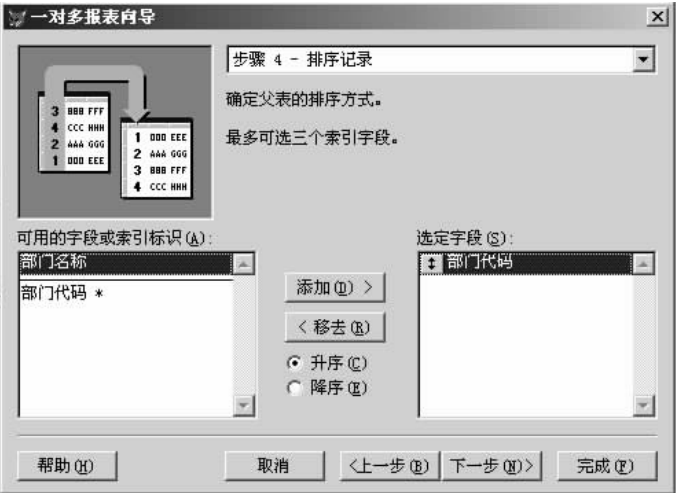 一对多报表向导
步骤 4 - 排序记录
确定父表的排序方式。
最多可选三个索引字段。
3 BBB FFF
4 CCC HHH
2 AAA GGG
1 DDD EEE
1 DDD EEE
2 AAA GGG
3 BBB FFF
4 CCC HHH
可用的字段或索引标识(A):
选定字段(S):
部门名称
部门代码 *
部门代码
添加(D) >
< 移去(R)
升序(C)
降序(E)
帮助(H)
取消
<上一步(B)
下一步(N)>
完成(F)